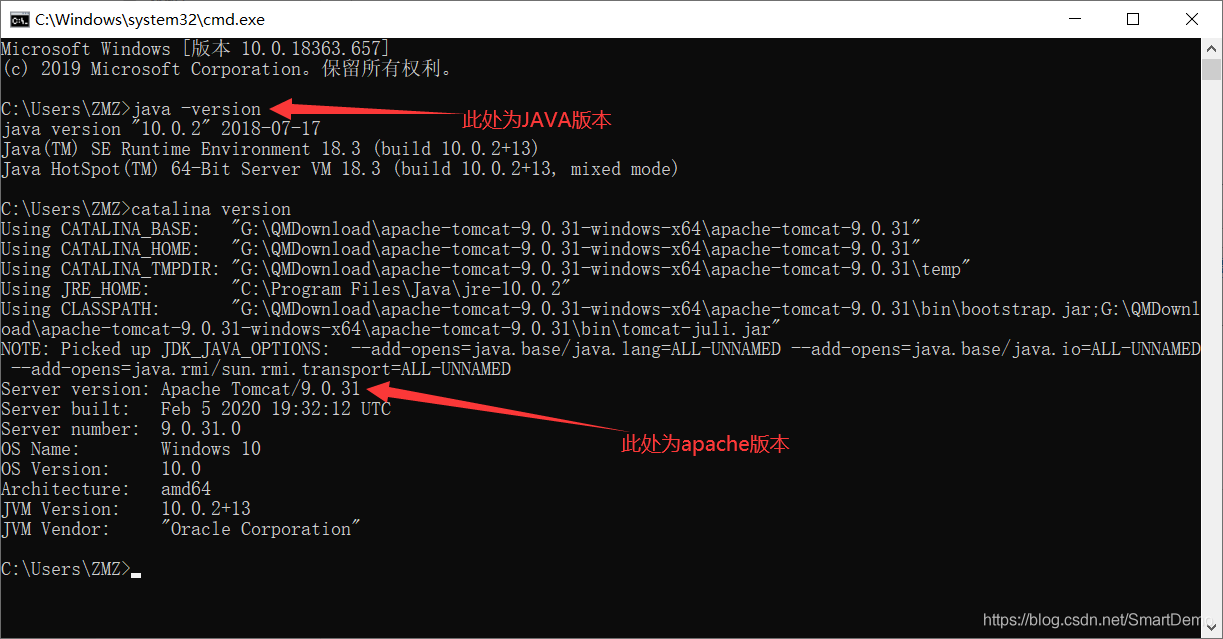 C:\Windows\system32\cmd.exe
Microsoft Windows [版本 10.0.18363.657]
(c) 2019 Microsoft Corporation。保留所有权利。
C:\Users\ZMZ>java -version
此处为JAVA版本
java version "10.0.2" 2018-07-17
Java(TM) SE Runtime Environment 18.3 (build 10.0.2+13)
Java HotSpot(TM) 64-Bit Server VM 18.3 (build 10.0.2+13, mixed mode)
C:\Users\ZMZ>catalina version
Using CATALINA_BASE:   "G:\QMDownload\apache-tomcat-9.0.31-windows-x64\apache-tomcat-9.0.31"
Using CATALINA_HOME:   "G:\QMDownload\apache-tomcat-9.0.31-windows-x64\apache-tomcat-9.0.31"
Using CATALINA_TMPDIR: "G:\QMDownload\apache-tomcat-9.0.31-windows-x64\apache-tomcat-9.0.31\temp"
Using JRE_HOME:        "C:\Program Files\Java\jre-10.0.2"
Using CLASSPATH:       "G:\QMDownload\apache-tomcat-9.0.31-windows-x64\apache-tomcat-9.0.31\bin\bootstrap.jar;G:\QMDownl
oad\apache-tomcat-9.0.31-windows-x64\apache-tomcat-9.0.31\bin\tomcat-juli.jar"
NOTE: Picked up JDK_JAVA_OPTIONS:  --add-opens=java.base/java.lang=ALL-UNNAMED --add-opens=java.base/java.io=ALL-UNNAMED
--add-opens=java.rmi/sun.rmi.transport=ALL-UNNAMED
Server version: Apache Tomcat/9.0.31
Server built:   Feb 5 2020 19:32:12 UTC
Server number:  9.0.31.0
此处为apache版本
OS Name:        Windows 10
OS Version:     10.0
Architecture:   amd64
JVM Version:    10.0.2+13
JVM Vendor:     "Oracle Corporation"
C:\Users\ZMZ>
https://blog.csdn.net/SmartDemo